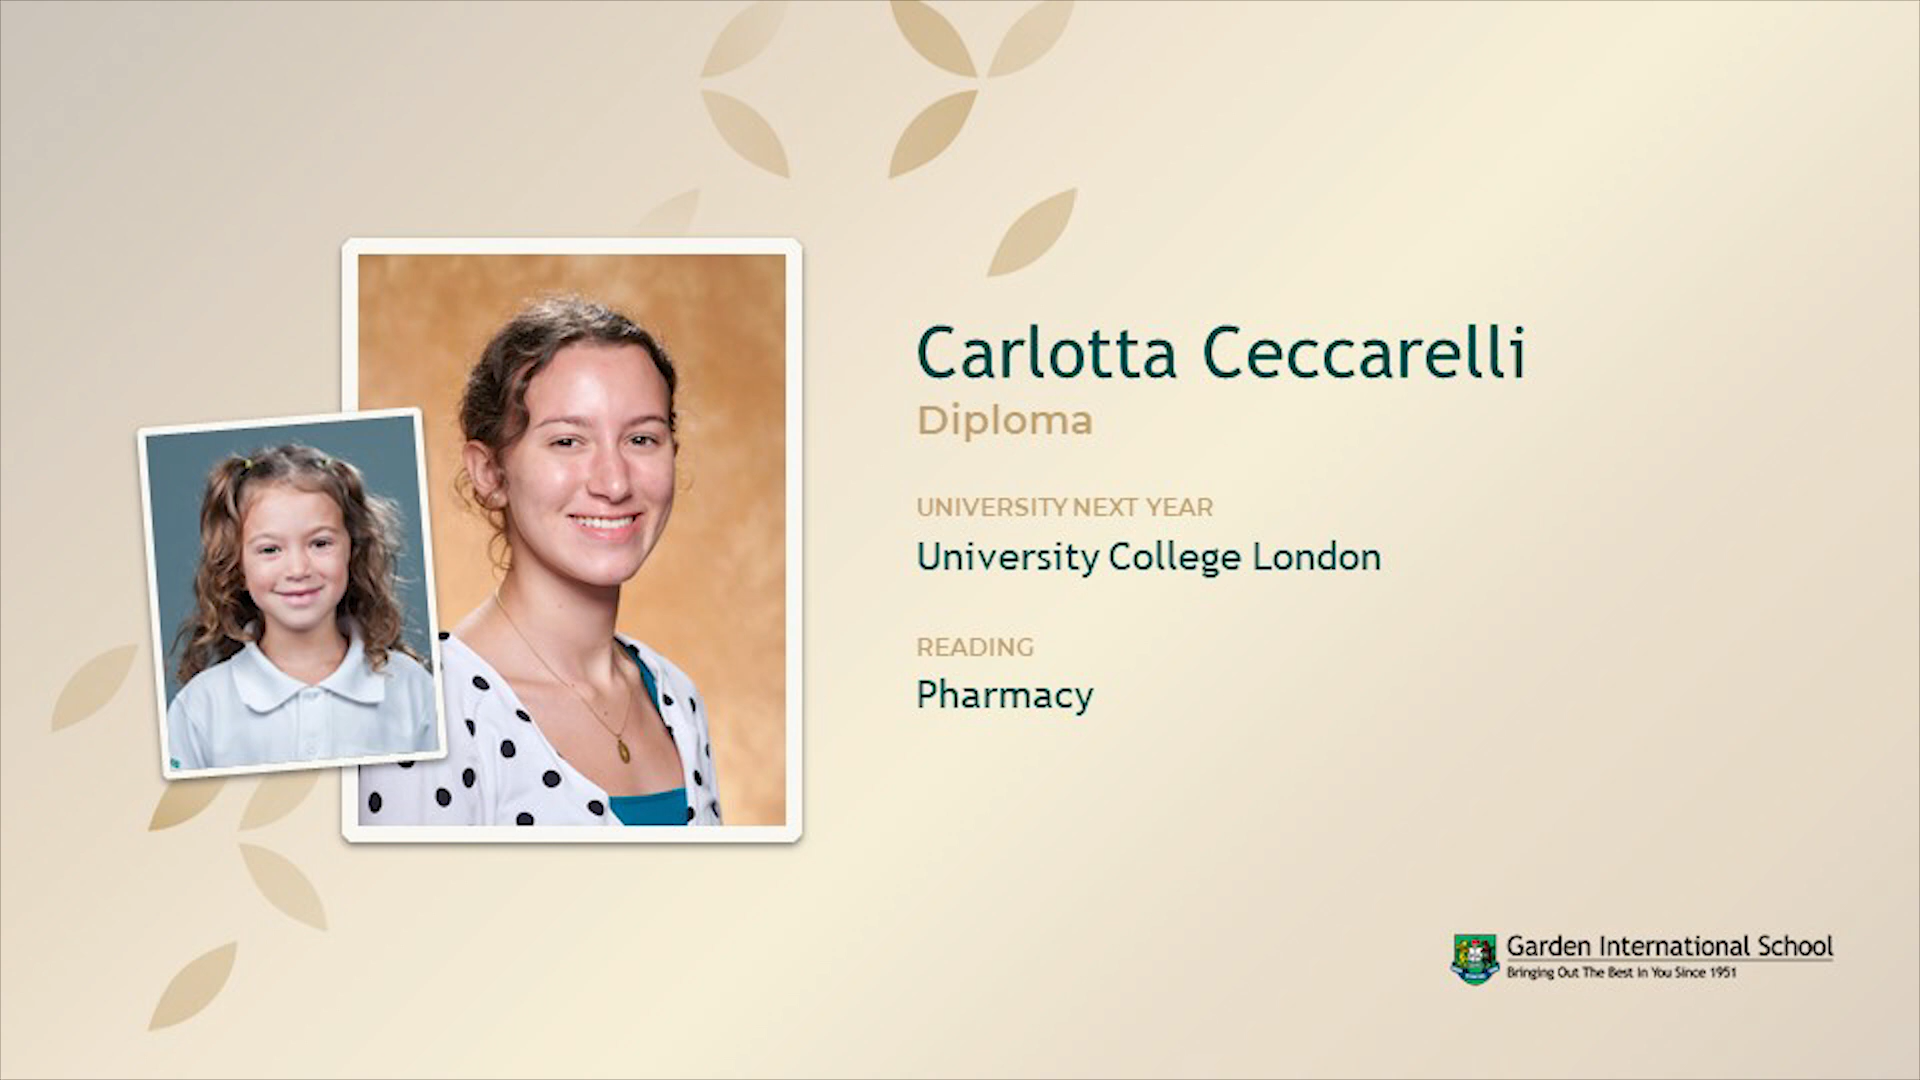 Carlotta Ceccarelli
Diploma
UNIVERSITY NEXT YEAR
University College London
READING
Pharmacy
Garden International School
Bringing Out The Best In You Since 1951